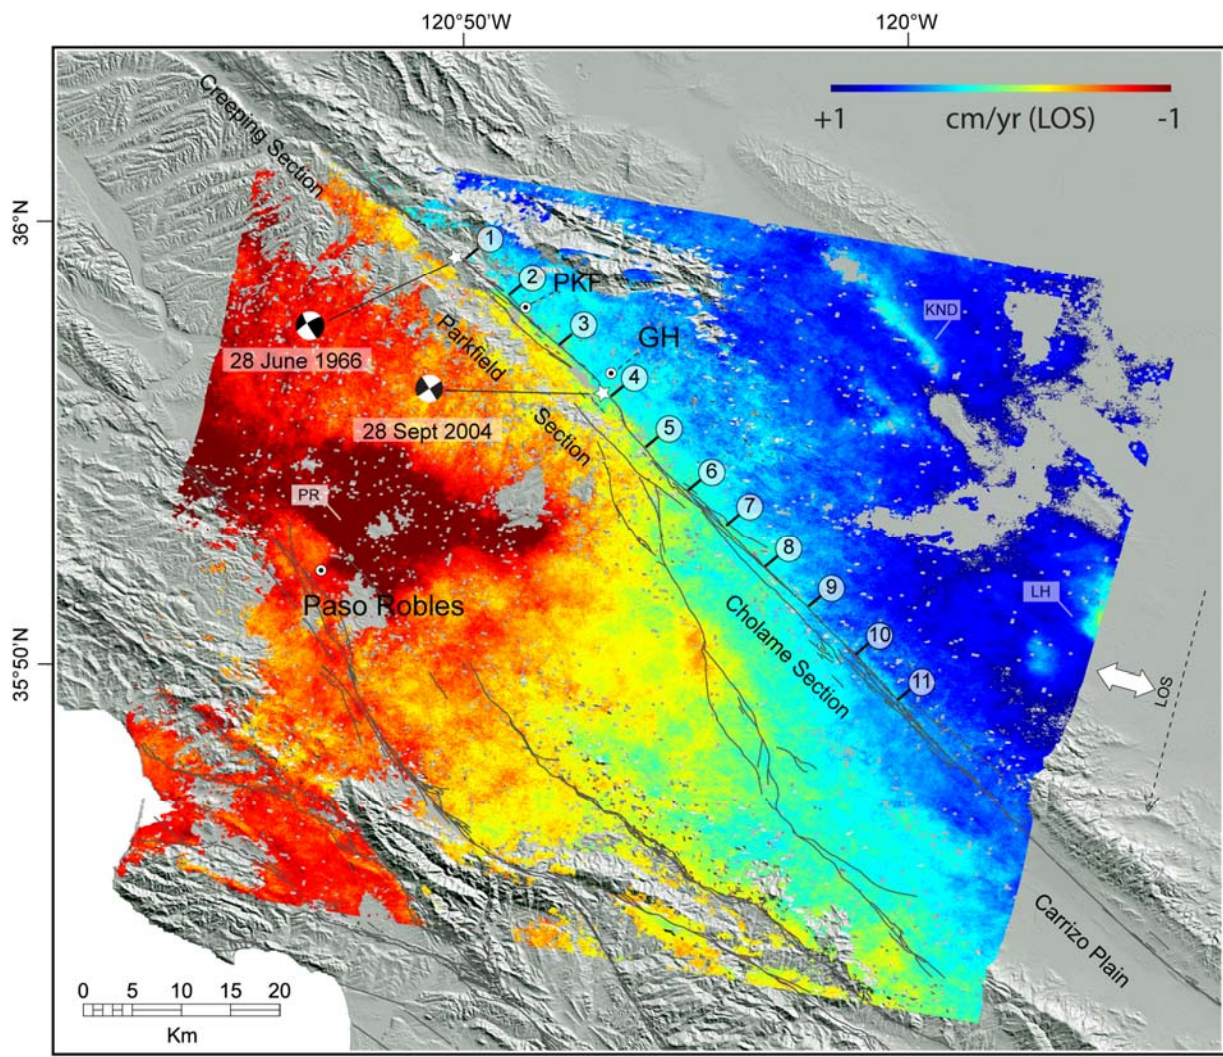 120°50'W
120°W
Creeping Section
+1
cm/yr (LOS)
-1
36°N
1
2
PKF
KND
3
GH
28 June 1966
Parkfield
Section
4
28 Sept 2004
5
6
PR
7
8
LH
9
Paso Robles
Cholame Section
10
35°50'N
11
LOS
Carrizo Plain
0
5
10
15
20
Km